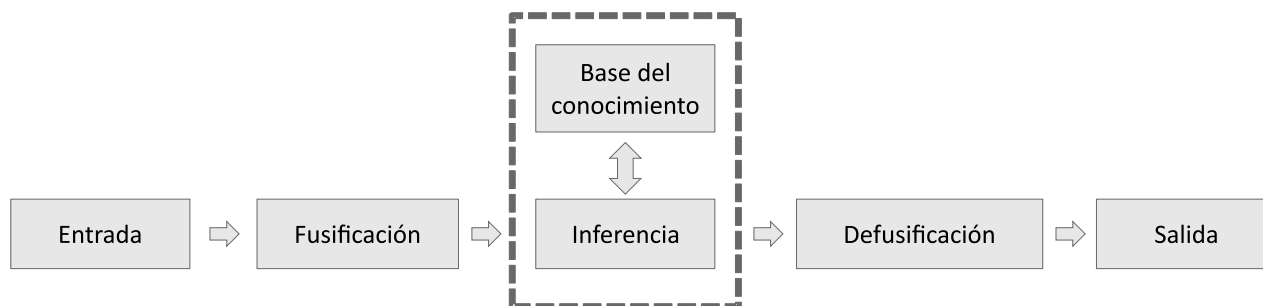 Base del
conocimiento
Entrada
Fusificación
Inferencia
Defusificación
Salida